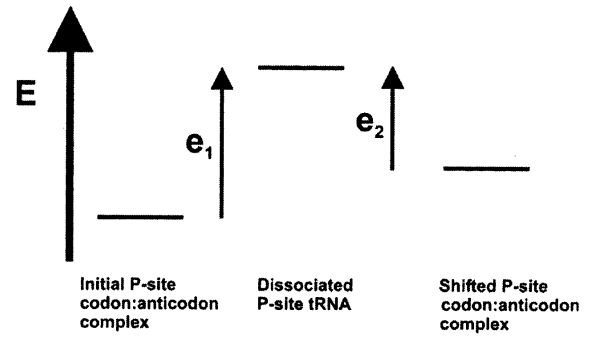 E
e1
e2
Initial P-site
codon:anticodon
complex
Dissociated
P-site tRNA
Shifted P-site
codon:anticodon
complex